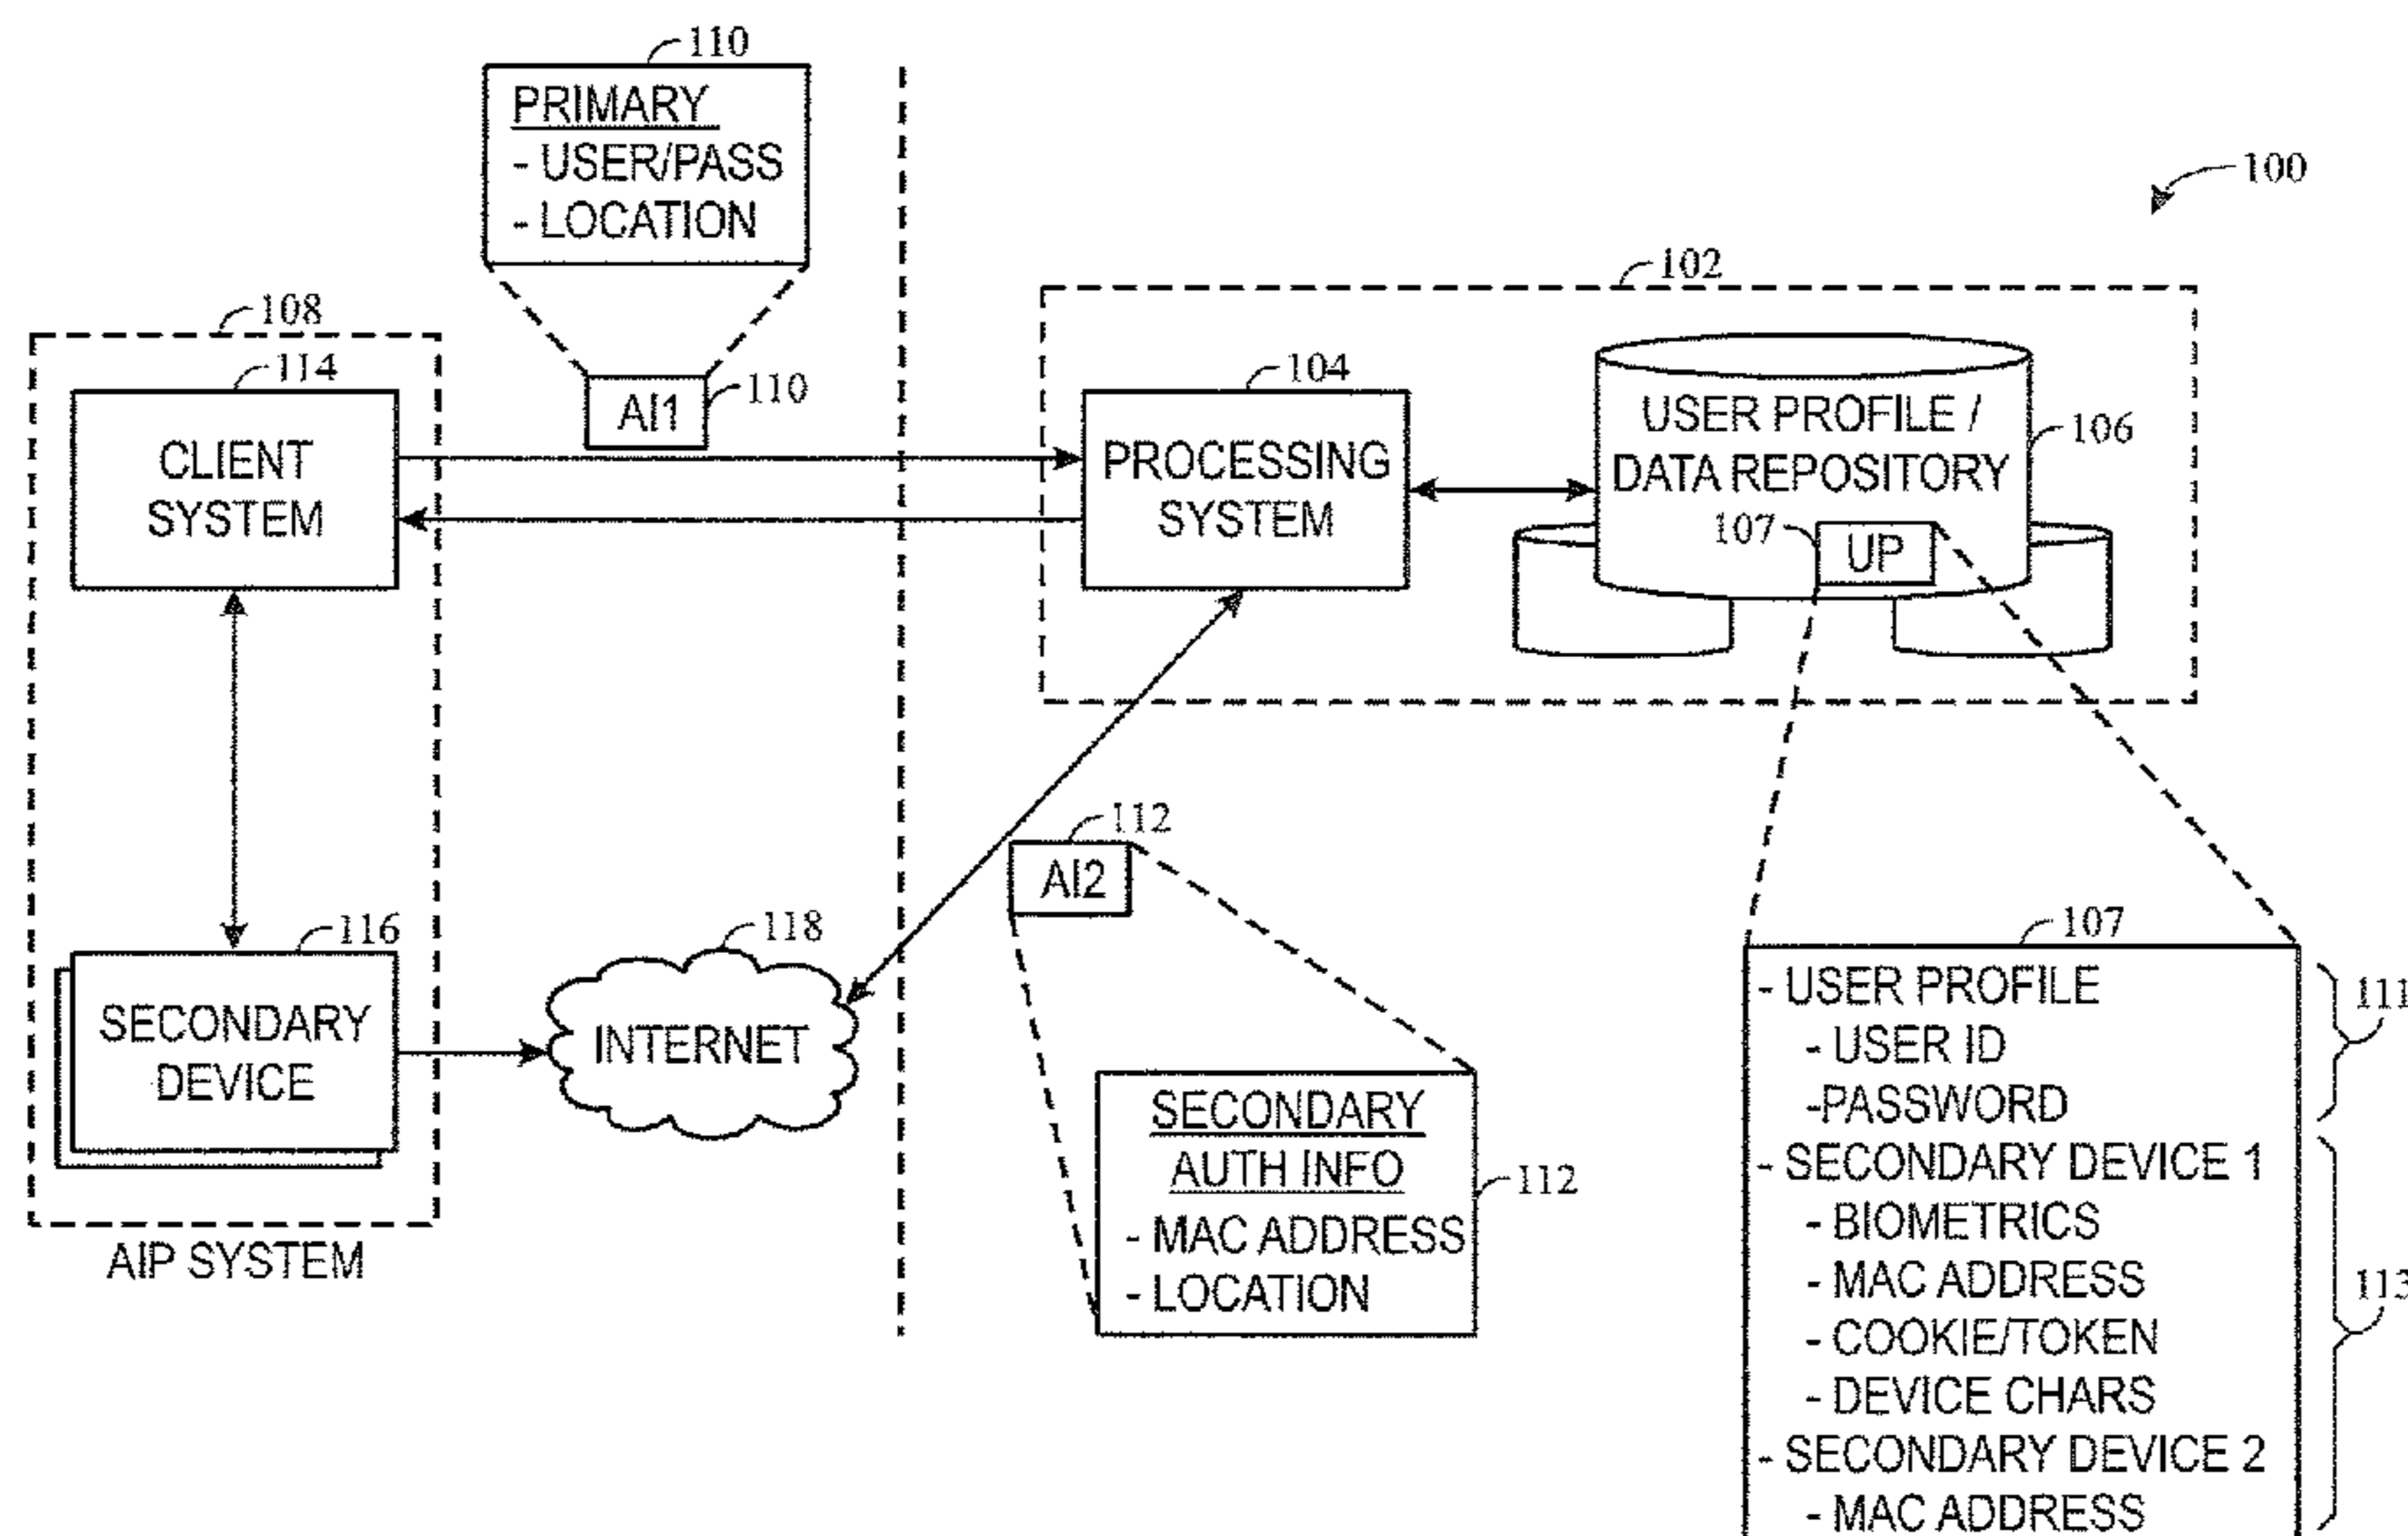 110
PRIMARY
- USER/PASS
- LOCATION
100
102
108
114
AI1
110
104
CLIENT
SYSTEM
PROCESSING
SYSTEM
USER PROFILE /
DATA REPOSITORY
106
107
UP
112
AI2
116
SECONDARY
DEVICE
118
INTERNET
AIP SYSTEM
SECONDARY
AUTH INFO
- MAC ADDRESS
- LOCATION
112
107
- USER PROFILE
- USER ID
-PASSWORD
111
- SECONDARY DEVICE 1
- BIOMETRICS
- MAC ADDRESS
- COOKIE/TOKEN
- DEVICE CHARS
- SECONDARY DEVICE 2
- MAC ADDRESS
113